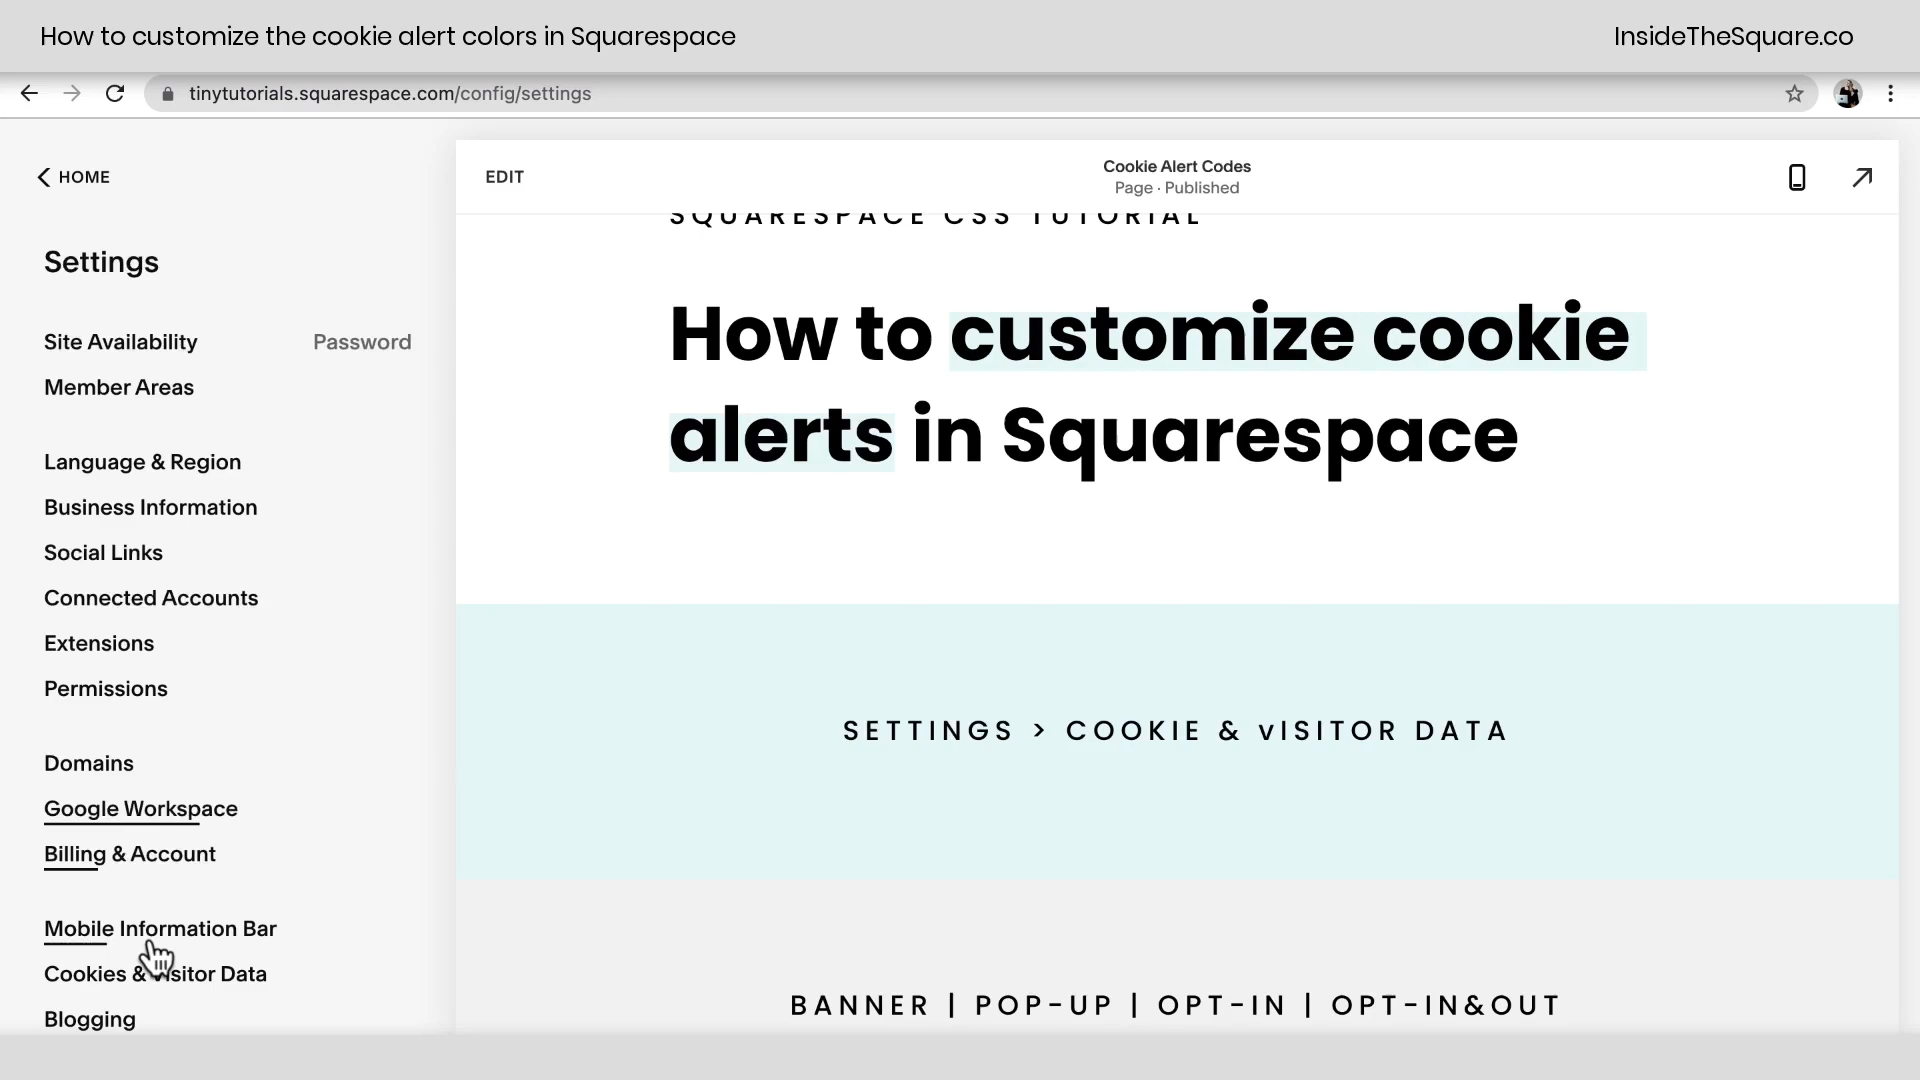 How to customize the cookie alert colors in Squarespace
InsideTheSquare.co
tinytutorials.squarespace.com/config/settings
HOME
Settings
Site Availability Password
Member Areas
Language & Region
Business Information
Social Links
Connected Accounts
Extensions
Permissions
Domains
Google Workspace
Billing & Account
Mobile Information Bar
Cookies & Visitor Data
Blogging
EDIT
Cookie Alert Codes
Page · Published
SQUARESPACE CSS TUTORIAL
How to customize cookie
alerts in Squarespace
SETTINGS > COOKIE & vISITOR DATA
BANNER | POP-UP | OPT-IN | OPT-IN&OUT